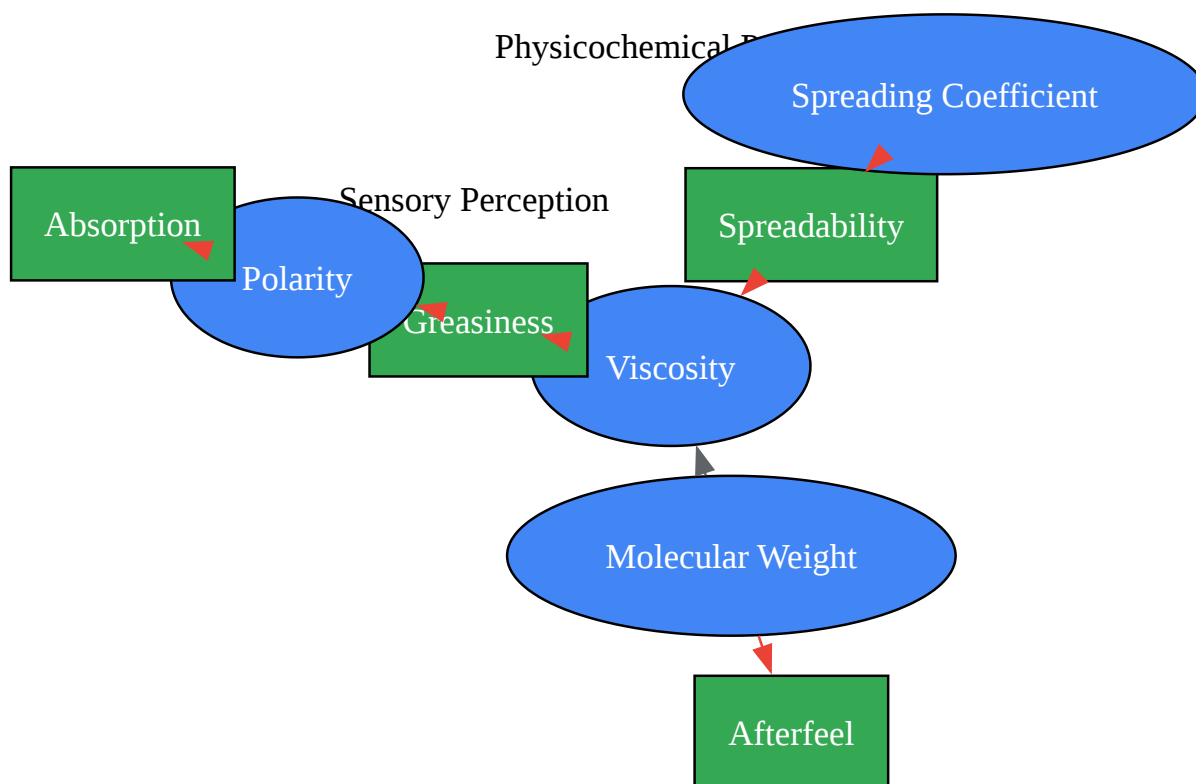 Physicochemical
Spreading Coefficient
Absorption
Sensory Perception
Spreadability
Polarity
Greasiness
Viscosity
Molecular Weight
Afterfeel